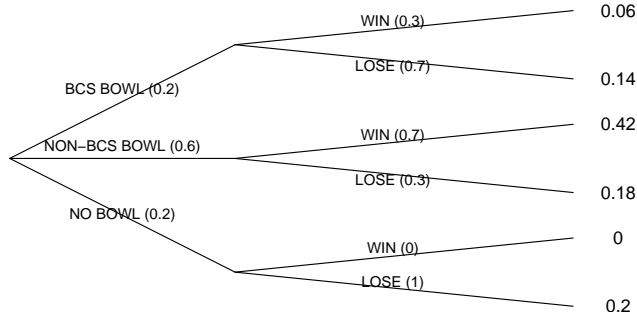 WIN (0.3)
0.06
BCS BOWL (0.2)
LOSE (0.7)
0.14
NON−BCS BOWL (0.6)
WIN (0.7)
0.42
LOSE (0.3)
0.18
NO BOWL (0.2)
WIN (0)
0
LOSE (1)
0.2